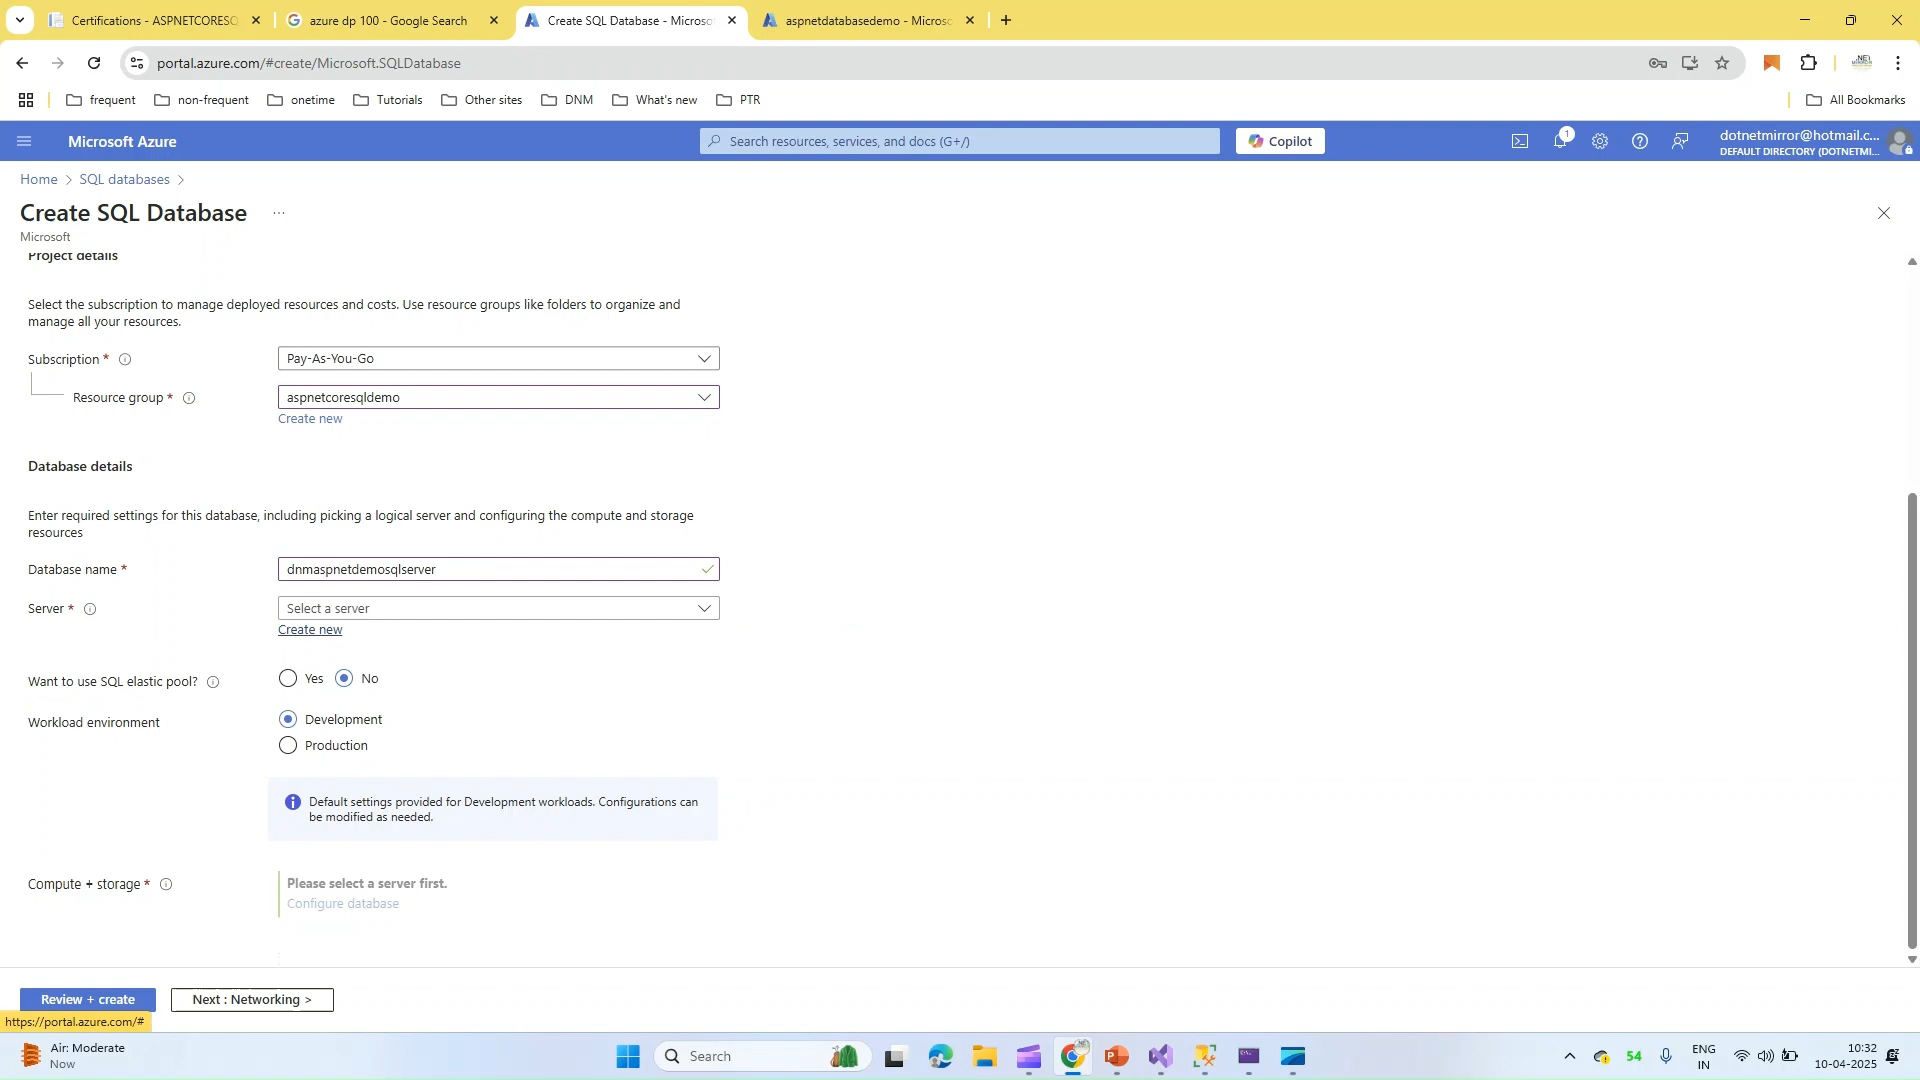 Certifications - ASPNETCORESQ
azure dp 100 - Google Search
Create SQL Database - Microsof
aspnetdatabasedemo - Microso
portal.azure.com/#create/Microsoft.SQLDatabase
frequent
non-frequent
onetime
Tutorials
Other sites
DNM
What's new
PTR
All Bookmarks
Microsoft Azure
Search resources, services, and docs (G+/)
Copilot
1
dotnetmirror@hotmail.c...
DEFAULT DIRECTORY (DOTNETMI...
Home > SQL databases >
Create SQL Database ...
Microsoft
Project details
Select the subscription to manage deployed resources and costs. Use resource groups like folders to organize and
manage all your resources.
Subscription *
Pay-As-You-Go
Resource group *
aspnetcoresqldemo
Create new
Database details
Enter required settings for this database, including picking a logical server and configuring the compute and storage
resources
Database name *
dnmaspnetdemosqlserver
Server *
Select a server
Create new
Want to use SQL elastic pool?
Yes
No
Workload environment
Development
Production
Default settings provided for Development workloads. Configurations can
be modified as needed.
Compute + storage *
Please select a server first.
Configure database
Review + create
Next : Networking >
https://portal.azure.com/#
Air: Moderate
Now
Search
54
ENG
IN
10:32
10-04-2025